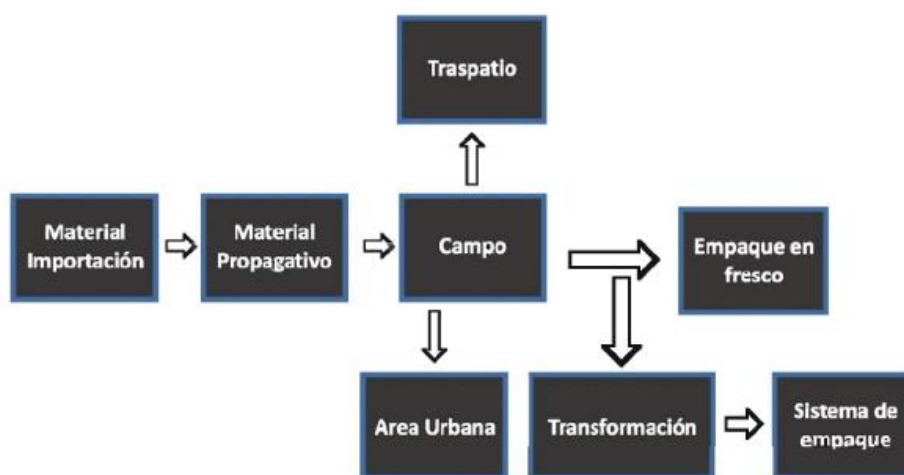 Traspatio
Material
Importación
Material
Propagativo
Campo
Empaque en
fresco
Area Urbana
Transformación
Sistema de
empaque